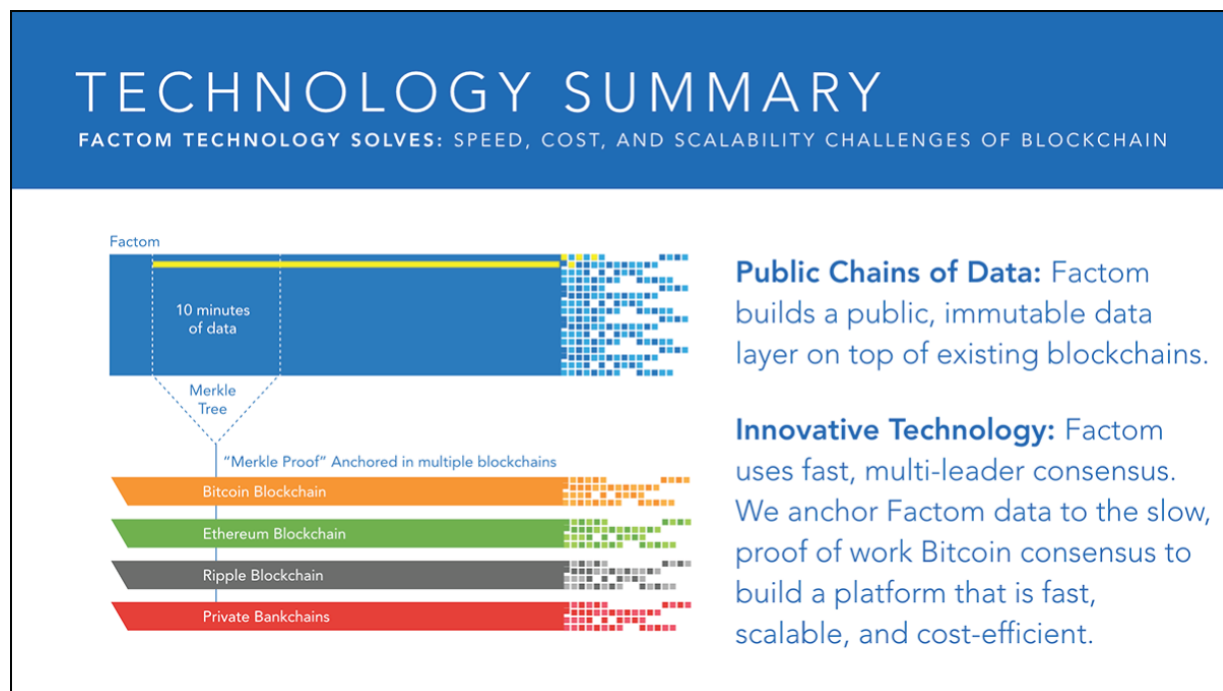 TECHNOLOGY SUMMARY
FACTOM TECHNOLOGY SOLVES: SPEED, COST, AND SCALABILITY CHALLENGES OF BLOCKCHAIN
Factom
10 minutes
of data
Merkle
Tree
“Merkle Proof” Anchored in multiple blockchains
Bitcoin Blockchain
Ethereum Blockchain
Ripple Blockchain
Private Bankchains
Public Chains of Data: Factom
builds a public, immutable data
layer on top of existing blockchains.
Innovative Technology: Factom
uses fast, multi-leader consensus.
We anchor Factom data to the slow,
proof of work Bitcoin consensus to
build a platform that is fast,
scalable, and cost-efficient.